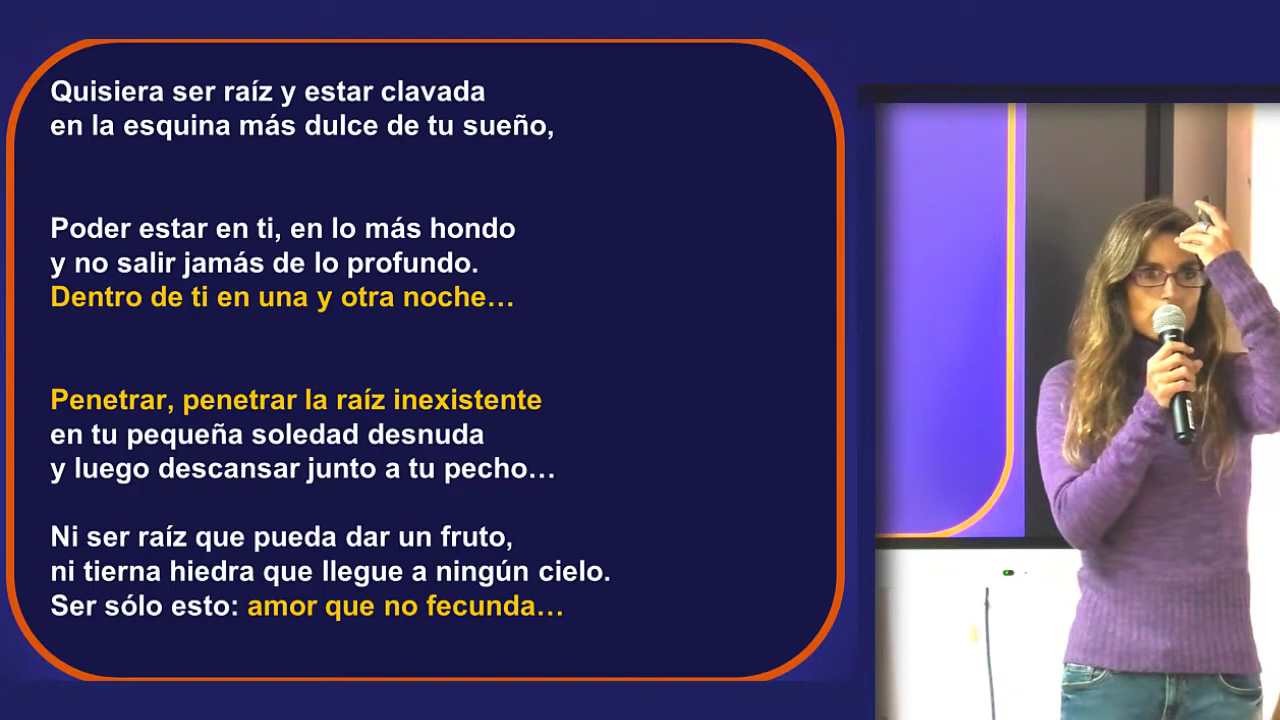 Quisiera ser raíz y estar clavada
en la esquina más dulce de tu sueño,
Poder estar en ti, en lo más hondo
y no salir jamás de lo profundo.
Dentro de ti en una y otra noche…
Penetrar, penetrar la raíz inexistente
en tu pequeña soledad desnuda
y luego descansar junto a tu pecho…
Ni ser raíz que pueda dar un fruto,
ni tierna hiedra que llegue a ningún cielo.
Ser sólo esto: amor que no fecunda…